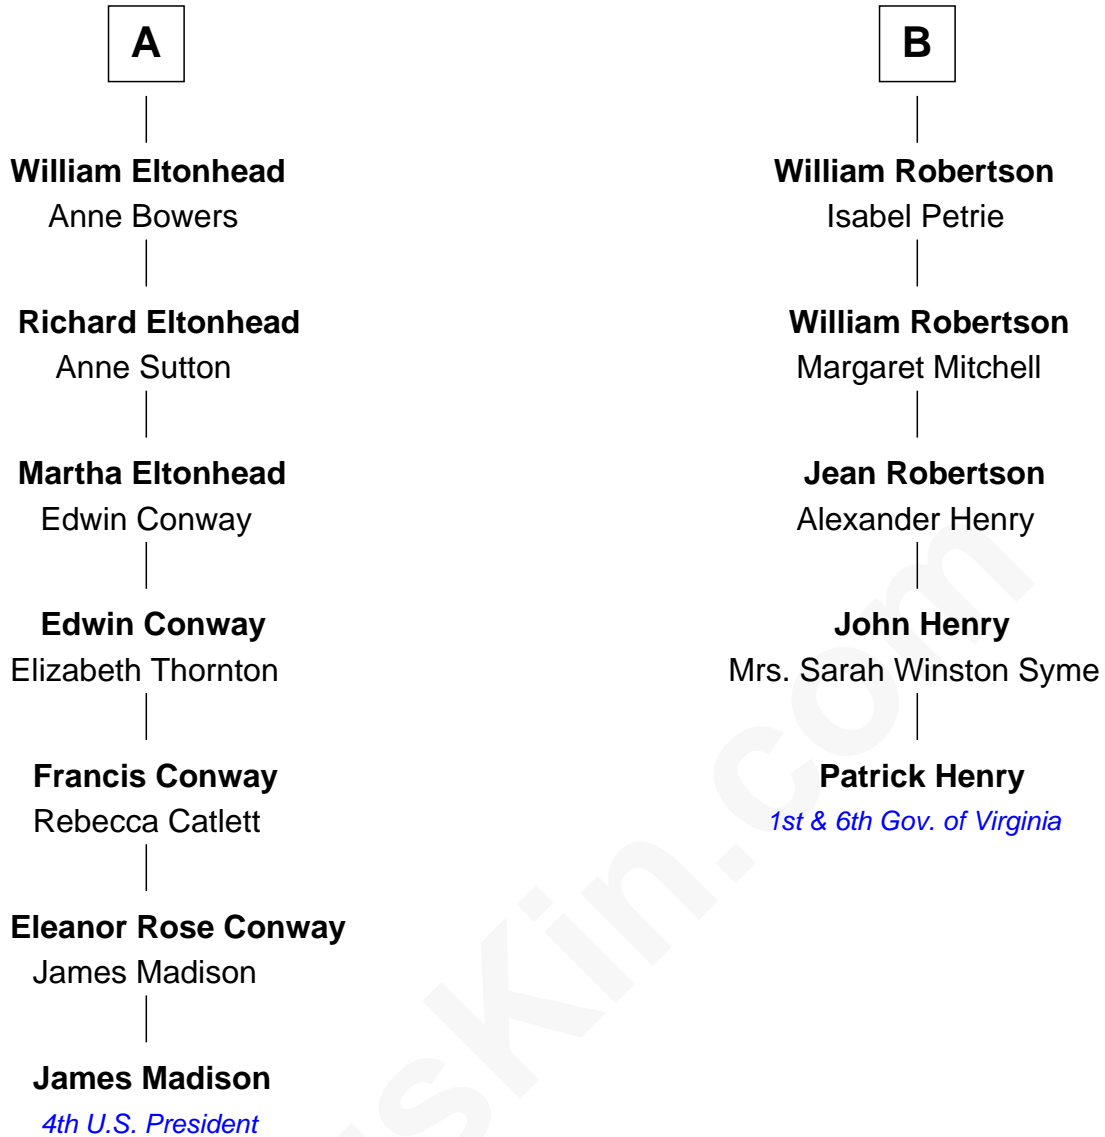 A
William Eltonhead
Anne Bowers
Richard Eltonhead
Anne Sutton
Martha Eltonhead
Edwin Conway
Edwin Conway
Elizabeth Thornton
Francis Conway
Rebecca Catlett
Eleanor Rose Conway
James Madison
James Madison
4th U.S. President
B
William Robertson
Isabel Petrie
William Robertson
Margaret Mitchell
Jean Robertson
Alexander Henry
John Henry
Mrs. Sarah Winston Syme
Patrick Henry
1st & 6th Gov. of Virginia